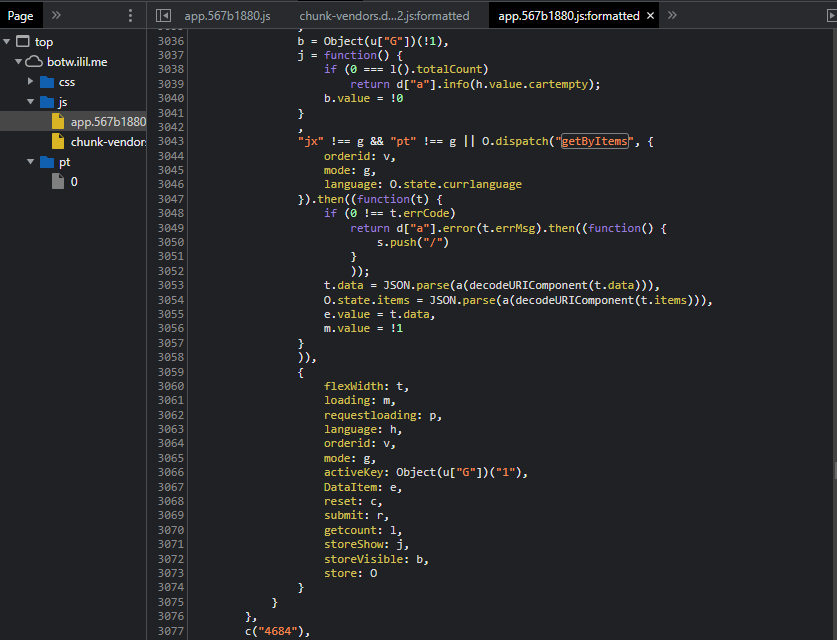 Page
app.567b1880.js
chunk-vendors.d…2.js:formatted
app.567b1880.js:formatted ×
top
botw.ilil.me
css
js
app.567b1880
chunk-vendors
pt
0
3036 b = Object(u["G"])(!1),
3037 j = function() {
3038 if (0 === l().totalCount)
3039 return d["a"].info(h.value.cartempty);
3040 b.value = !0
3041 }
3042 ,
3043 "jx" !== g && "pt" !== g || O.dispatch("getByItems", {
3044 orderid: v,
3045 mode: g,
3046 language: O.state.currlanguage
3047 }).then((function(t) {
3048 if (0 !== t.errCode)
3049 return d["a"].error(t.errMsg).then((function() {
3050 s.push("/")
3051 }
3052 ));
3053 t.data = JSON.parse(a(decodeURIComponent(t.data))),
3054 O.state.items = JSON.parse(a(decodeURIComponent(t.items))),
3055 e.value = t.data,
3056 m.value = !1
3057 }
3058 )),
3059 {
3060 flexWidth: t,
3061 loading: m,
3062 requestloading: p,
3063 language: h,
3064 orderid: v,
3065 mode: g,
3066 activeKey: Object(u["G"])("1"),
3067 DataItem: e,
3068 reset: c,
3069 submit: r,
3070 getcount: l,
3071 storeShow: j,
3072 storeVisible: b,
3073 store: O
3074 }
3075 }
3076 },
3077 c("4684"),